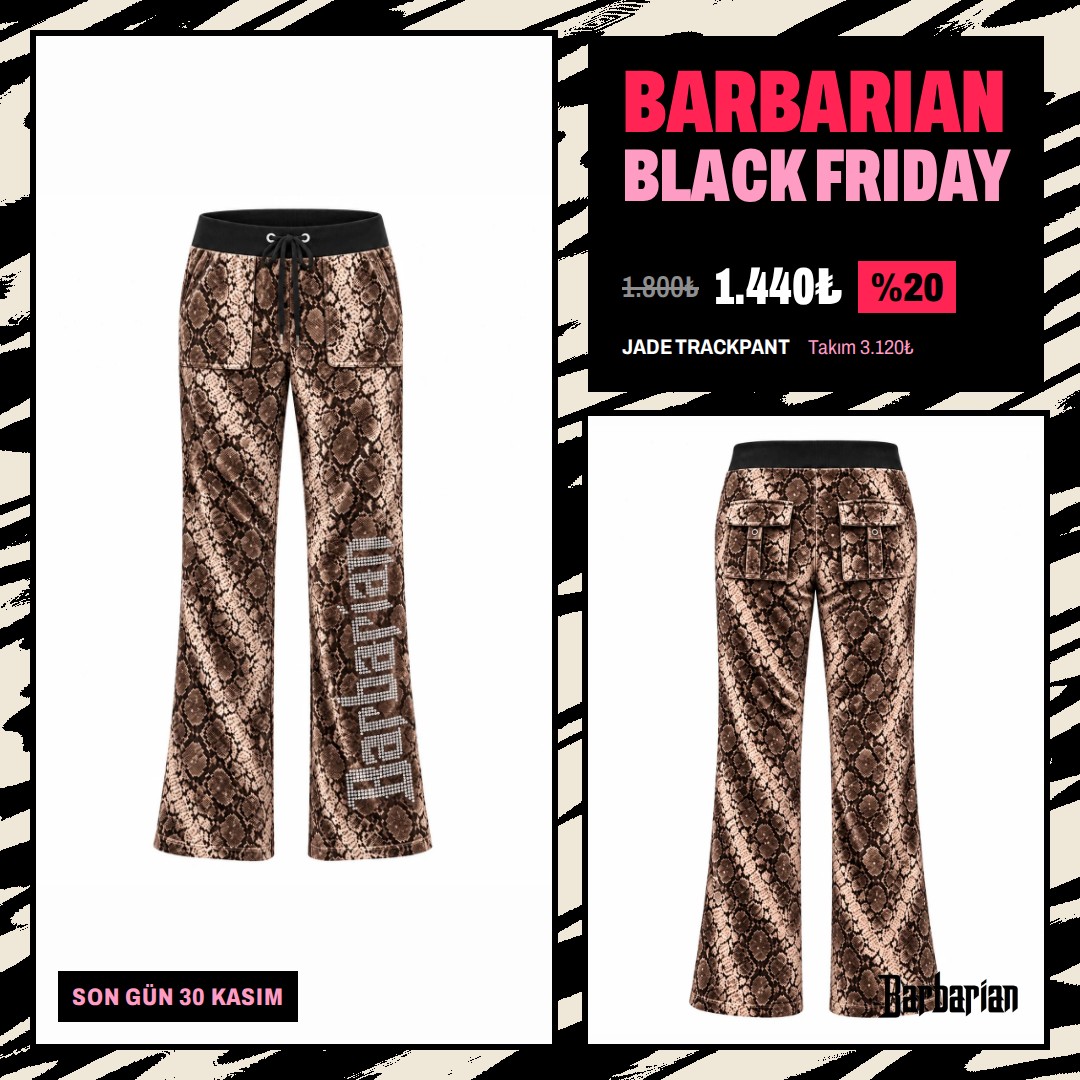 BARBARIAN
BLACK FRIDAY
1.800₺ 1.440₺ %20
JADE TRACKPANT Takım 3.120₺
Barbarian
SON GÜN 30 KASIM
Barbarian